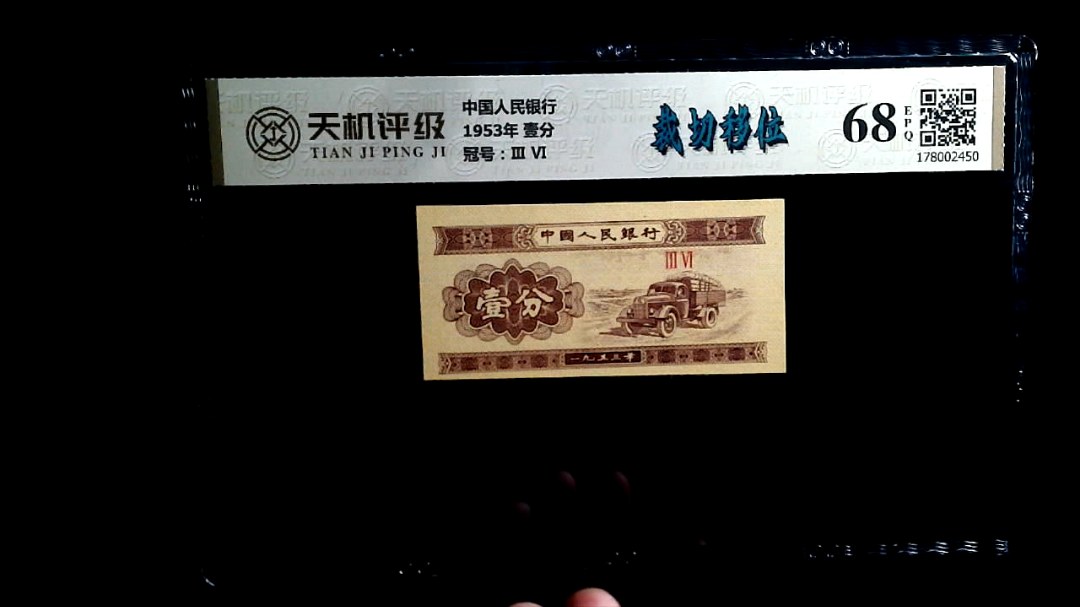 天机评级
TIAN JI PING JI
中国人民银行
1953年 壹分
冠号：Ⅲ Ⅵ
裁切移位
68
EPQ
178002450
中國人民銀行
Ⅲ Ⅵ
壹分
一九五三年